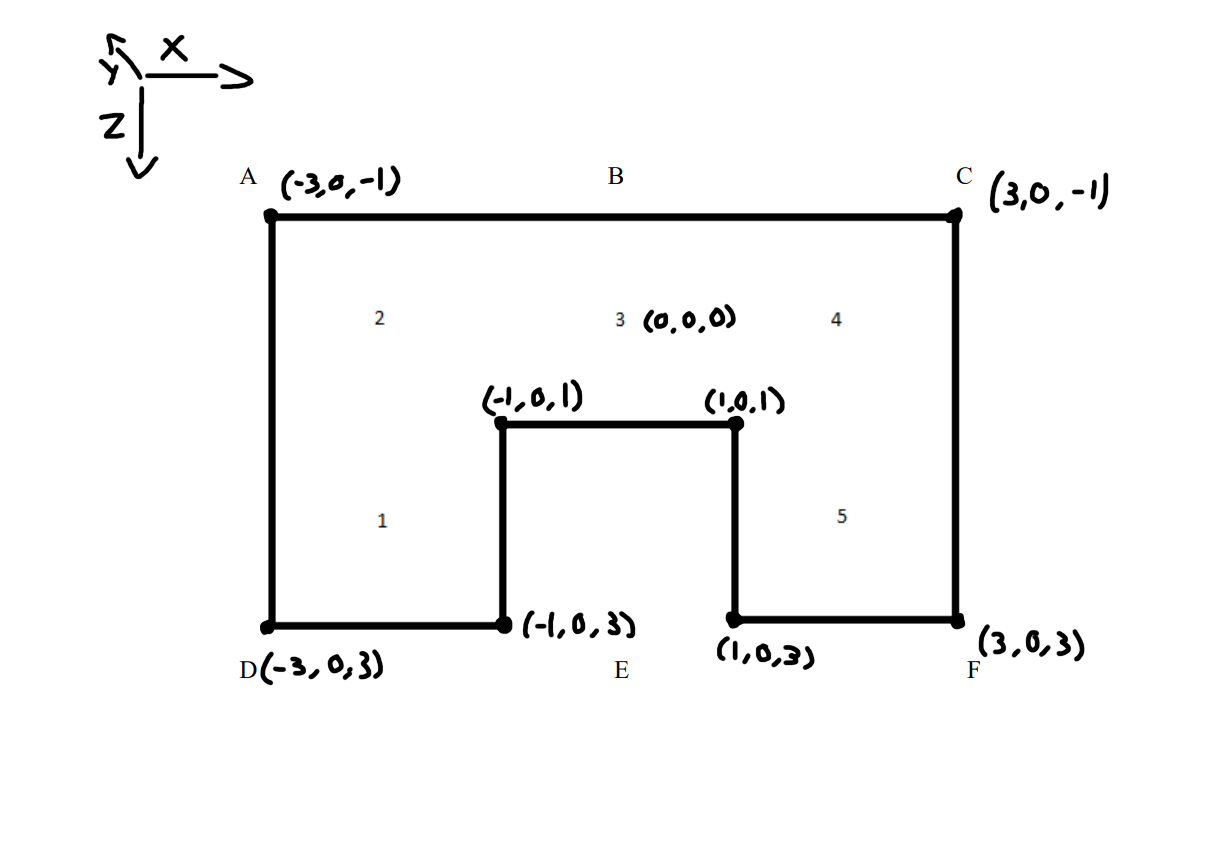 X
Y
Z
A (-3,0,-1) B C (3,0,-1)
2 3 (0,0,0) 4
(-1,0,1) (1,0,1)
1 5
(-1,0,3)
D(-3,0,3) E (1,0,3) F (3,0,3)